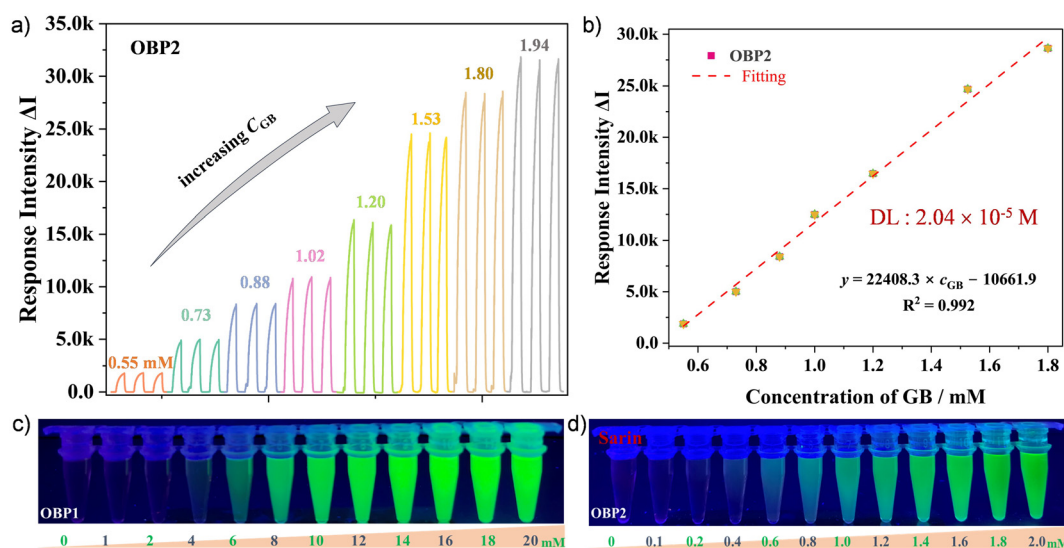 a)
35.0k
30.0k
25.0k
20.0k
15.0k
10.0k
5.0k
0.0
Response Intensity ΔI
OBP2
increasing C_GB
0.55 mM
0.73
0.88
1.02
1.20
1.53
1.80
1.94
b)
30.0k
25.0k
20.0k
15.0k
10.0k
5.0k
0.0
Response Intensity ΔI
OBP2
Fitting
DL : 2.04 × 10⁻⁵ M
y = 22408.3 × c_GB − 10661.9
R² = 0.992
0.6 0.8 1.0 1.2 1.4 1.6 1.8
Concentration of GB / mM
c)
OBP1
0 1 2 4 6 8 10 12 14 16 18 20 mM
d)
Sarin
OBP2
0 0.1 0.2 0.4 0.6 0.8 1.0 1.2 1.4 1.6 1.8 2.0 mM